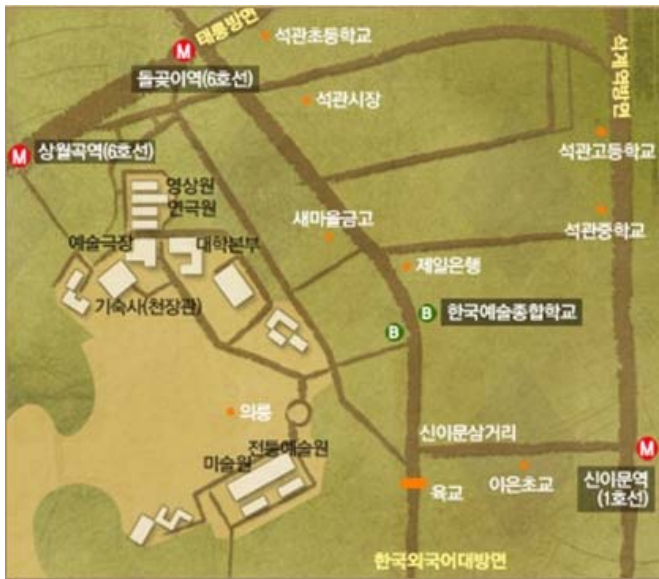 태릉방면
석관초등학교
M
돌곶이역(6호선)
석계역방면
석관시장
M
상월곡역(6호선)
석관고등학교
영상원
연극원
새마을금고
석관중학교
예술극장
대학본부
제일은행
기숙사(천장관)
B
한국예술종합학교
B
의릉
신이문삼거리
전통예술원
미술원
M
신이문역
(1호선)
이은초교
육교
한국외국어대방면